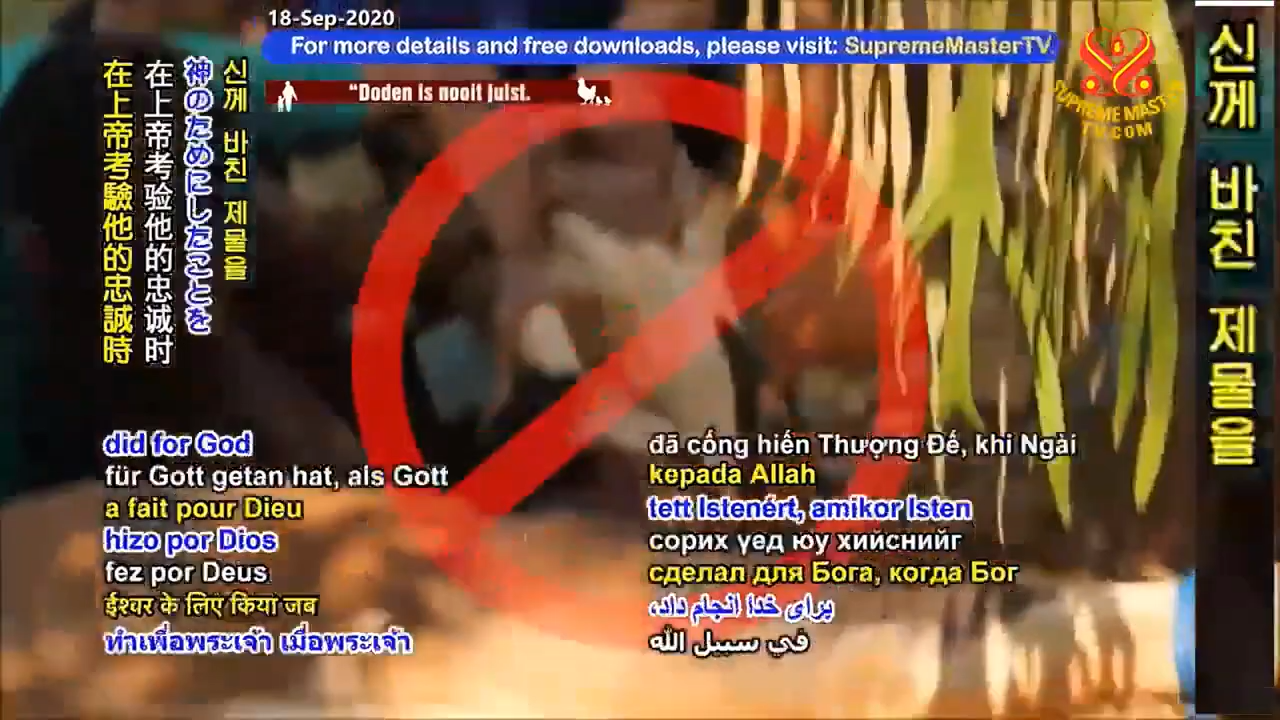 18-Sep-2020
For more details and free downloads, please visit: SupremeMasterTV.
"Doden is nooit juist.
SUPREME MASTER
TV.COM
신께 바친 제물을
神のためにしたことを
在上帝考验他的忠诚时
在上帝考驗他的忠誠時
did for God
für Gott getan hat, als Gott
a fait pour Dieu
hizo por Dios
fez por Deus
ईश्वर के लिए किया जब
ทำเพื่อพระเจ้า เมื่อพระเจ้า
đã cống hiến Thượng Đế, khi Ngài
kepada Allah
tett Istenért, amikor Isten
сорих үед юу хийснийг
сделал для Бога, когда Бог
برای خدا انجام داد،
في سبيل الله
신께 바친 제물을